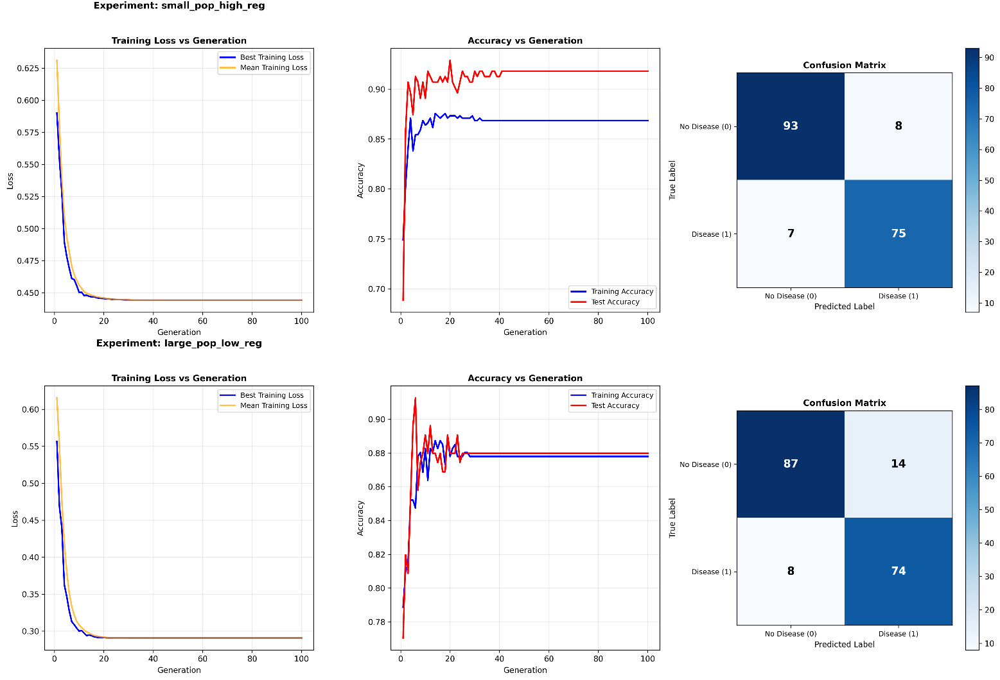 Experiment: small_pop_high_reg
Training Loss vs Generation
Best Training Loss
Mean Training Loss
0.625
0.600
0.575
0.550
0.525
0.500
0.475
0.450
Loss
0 20 40 60 80 100
Generation
Accuracy vs Generation
0.90
0.85
0.80
0.75
0.70
Accuracy
Training Accuracy
Test Accuracy
0 20 40 60 80 100
Generation
Confusion Matrix
True Label
No Disease (0)
Disease (1)
93 8
7 75
No Disease (0) Disease (1)
Predicted Label
90
80
70
60
50
40
30
20
10
Experiment: large_pop_low_reg
Training Loss vs Generation
Best Training Loss
Mean Training Loss
0.60
0.55
0.50
0.45
0.40
0.35
0.30
Loss
0 20 40 60 80 100
Generation
Accuracy vs Generation
Training Accuracy
Test Accuracy
0.90
0.88
0.86
0.84
0.82
0.80
0.78
Accuracy
0 20 40 60 80 100
Generation
Confusion Matrix
True Label
No Disease (0)
Disease (1)
87 14
8 74
No Disease (0) Disease (1)
Predicted Label
80
70
60
50
40
30
20
10